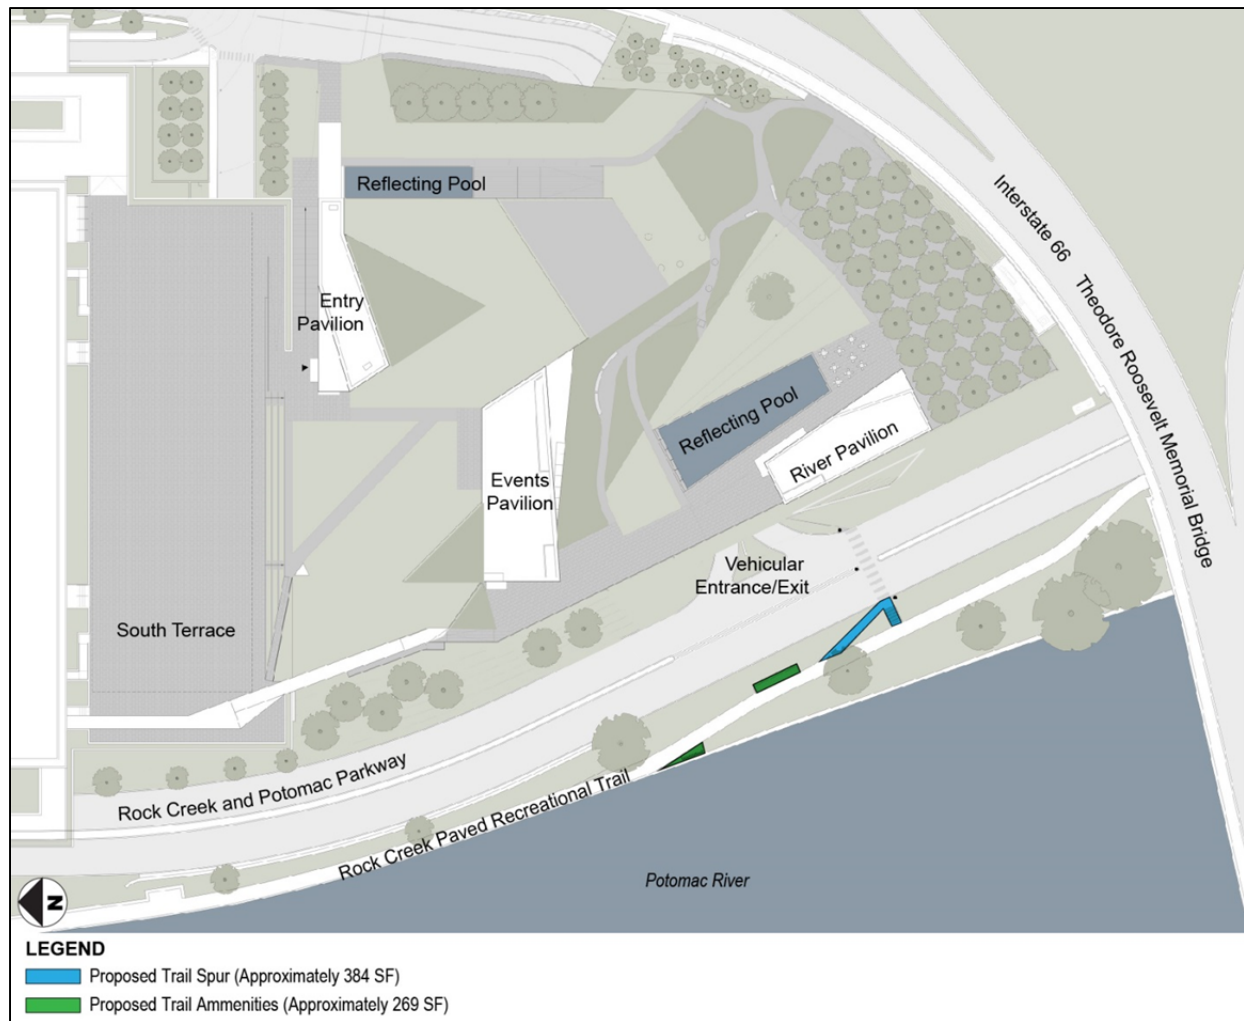 Reflecting Pool
Interstate 66
Theodore Roosevelt Memorial Bridge
Entry
Pavilion
Reflecting Pool
River Pavilion
Events
Pavilion
Vehicular
Entrance/Exit
South Terrace
Rock Creek and Potomac Parkway
Rock Creek Paved Recreational Trail
Potomac River
N
LEGEND
Proposed Trail Spur (Approximately 384 SF)
Proposed Trail Ammenities (Approximately 269 SF)